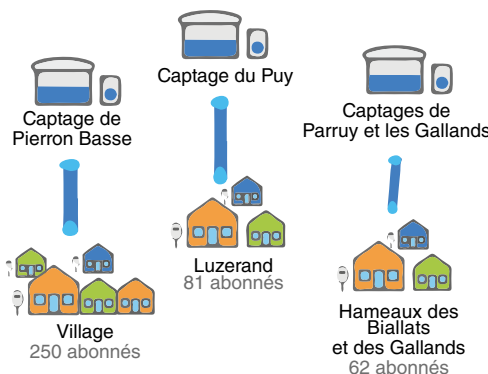 Captage de
Pierron Basse
Village
250 abonnés
Captage du Puy
Luzerand
81 abonnés
Captages de
Parruy et les Gallands
Hameaux des
Biallats
et des Gallands
62 abonnés